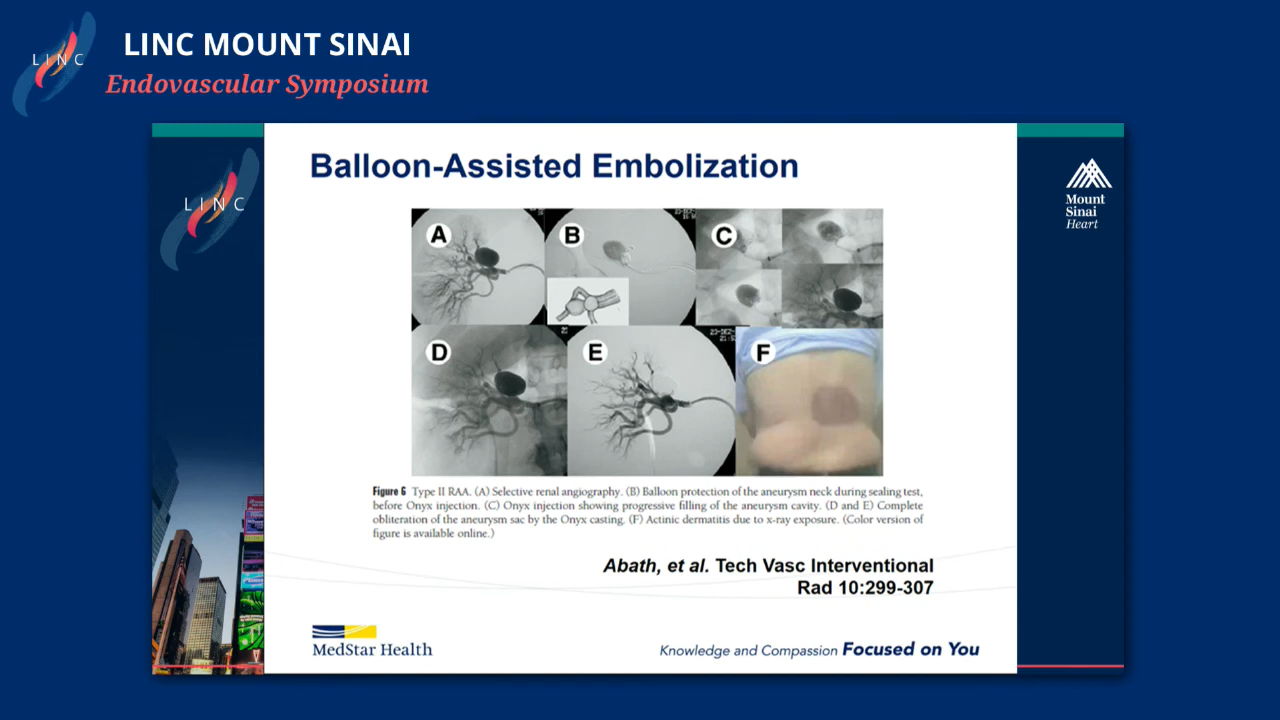 LINC
LINC MOUNT SINAI
Endovascular Symposium
LINC
Mount
Sinai
Heart
Balloon-Assisted Embolization
A
B
C
D
E
F
Figure 6 Type II RAA. (A) Selective renal angiography. (B) Balloon protection of the aneurysm neck during sealing test,
before Onyx injection. (C) Onyx injection showing progressive filling of the aneurysm cavity. (D and E) Complete
obliteration of the aneurysm sac by the Onyx casting. (F) Actinic dermatitis due to x-ray exposure. (Color version of
figure is available online.)
Abath, et al. Tech Vasc Interventional
Rad 10:299-307
MedStar Health
Knowledge and Compassion Focused on You